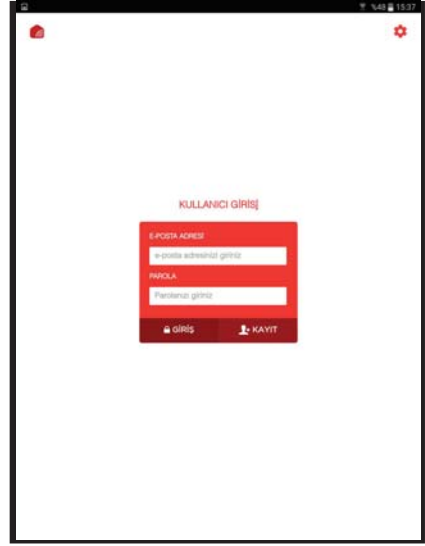 %48 15:37
KULLANICI GİRİŞİ
E-POSTA ADRESİ
e-posta adresinizi giriniz
PAROLA
Parolanızı giriniz
GİRİŞ KAYIT